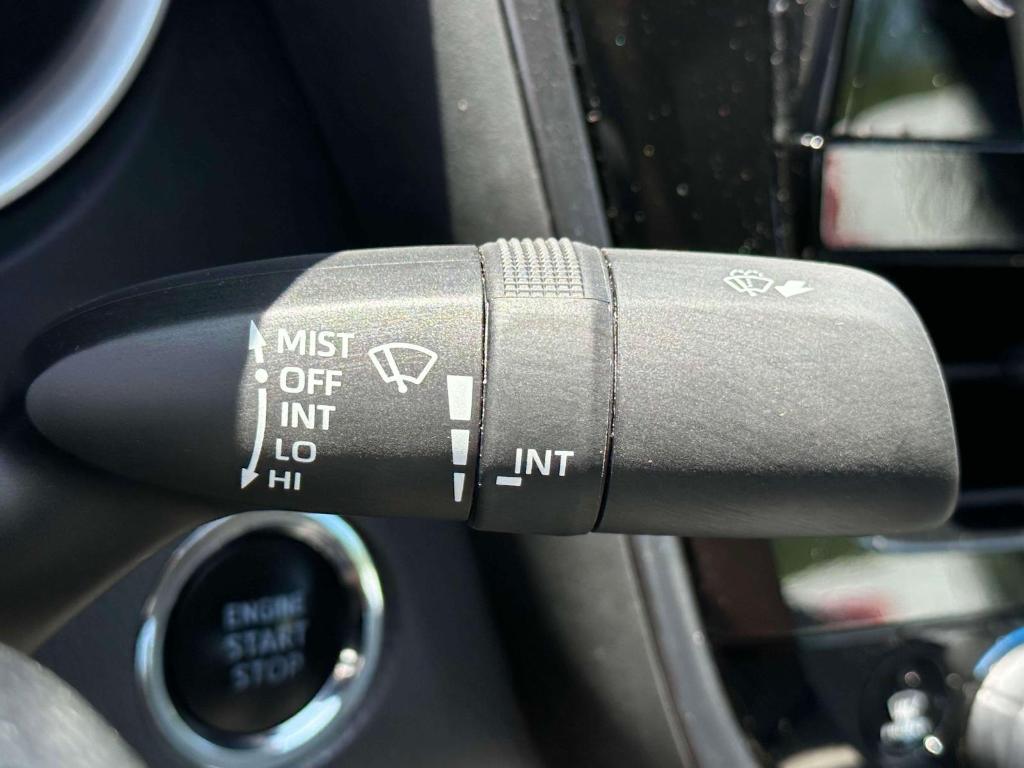 MIST
OFF
INT
LO
HI
INT
ENGINE
START
STOP